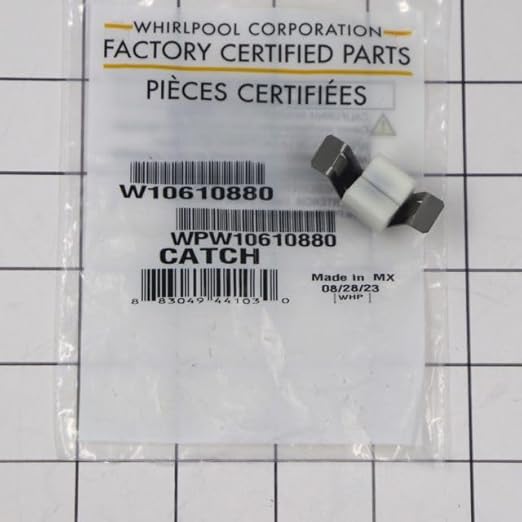 WHIRLPOOL CORPORATION
FACTORY CERTIFIED PARTS
PIÈCES CERTIFIÉES
W10610880
WPW10610880
CATCH
8 83049 44103 0
Made in MX
08/28/23
WHP